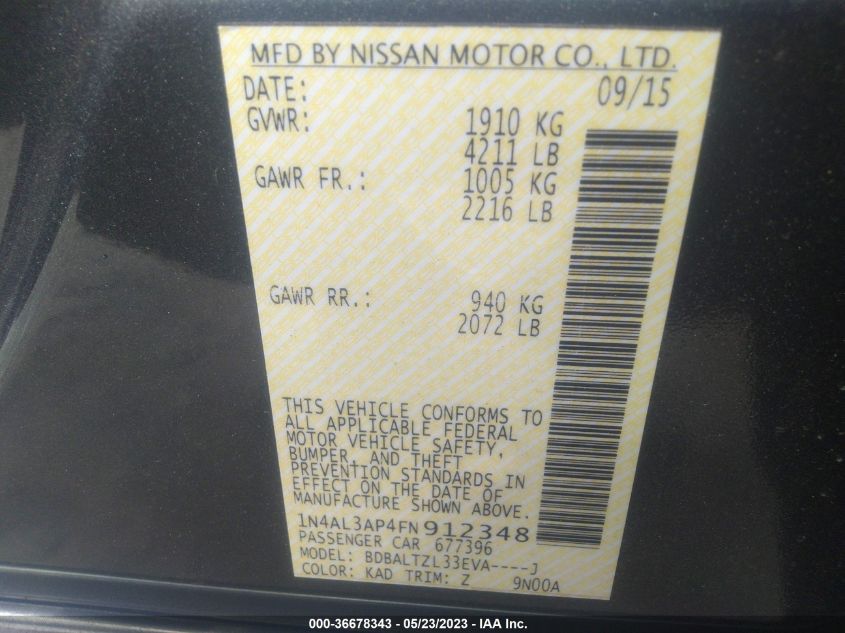 MFD BY NISSAN MOTOR CO., LTD.
DATE: 09/15
GVWR: 1910 KG
4211 LB
GAWR FR.: 1005 KG
2216 LB
GAWR RR.: 940 KG
2072 LB
THIS VEHICLE CONFORMS TO
ALL APPLICABLE FEDERAL
MOTOR VEHICLE SAFETY,
BUMPER, AND THEFT
PREVENTION STANDARDS IN
EFFECT ON THE DATE OF
MANUFACTURE SHOWN ABOVE.
1N4AL3AP4FN912348
PASSENGER CAR 677396
MODEL: BDBALTZL33EVA----J
COLOR: KAD TRIM: Z 9N00A
000-36678343 - 05/23/2023 - IAA Inc.